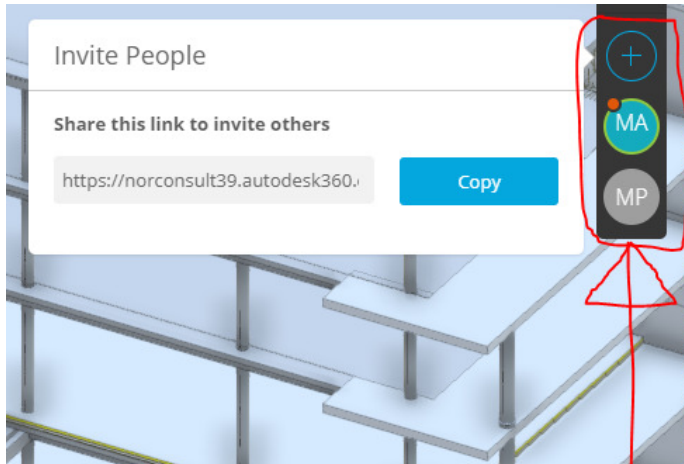 Invite People
Share this link to invite others
https://norconsult39.autodesk360.
Copy
MA
MP